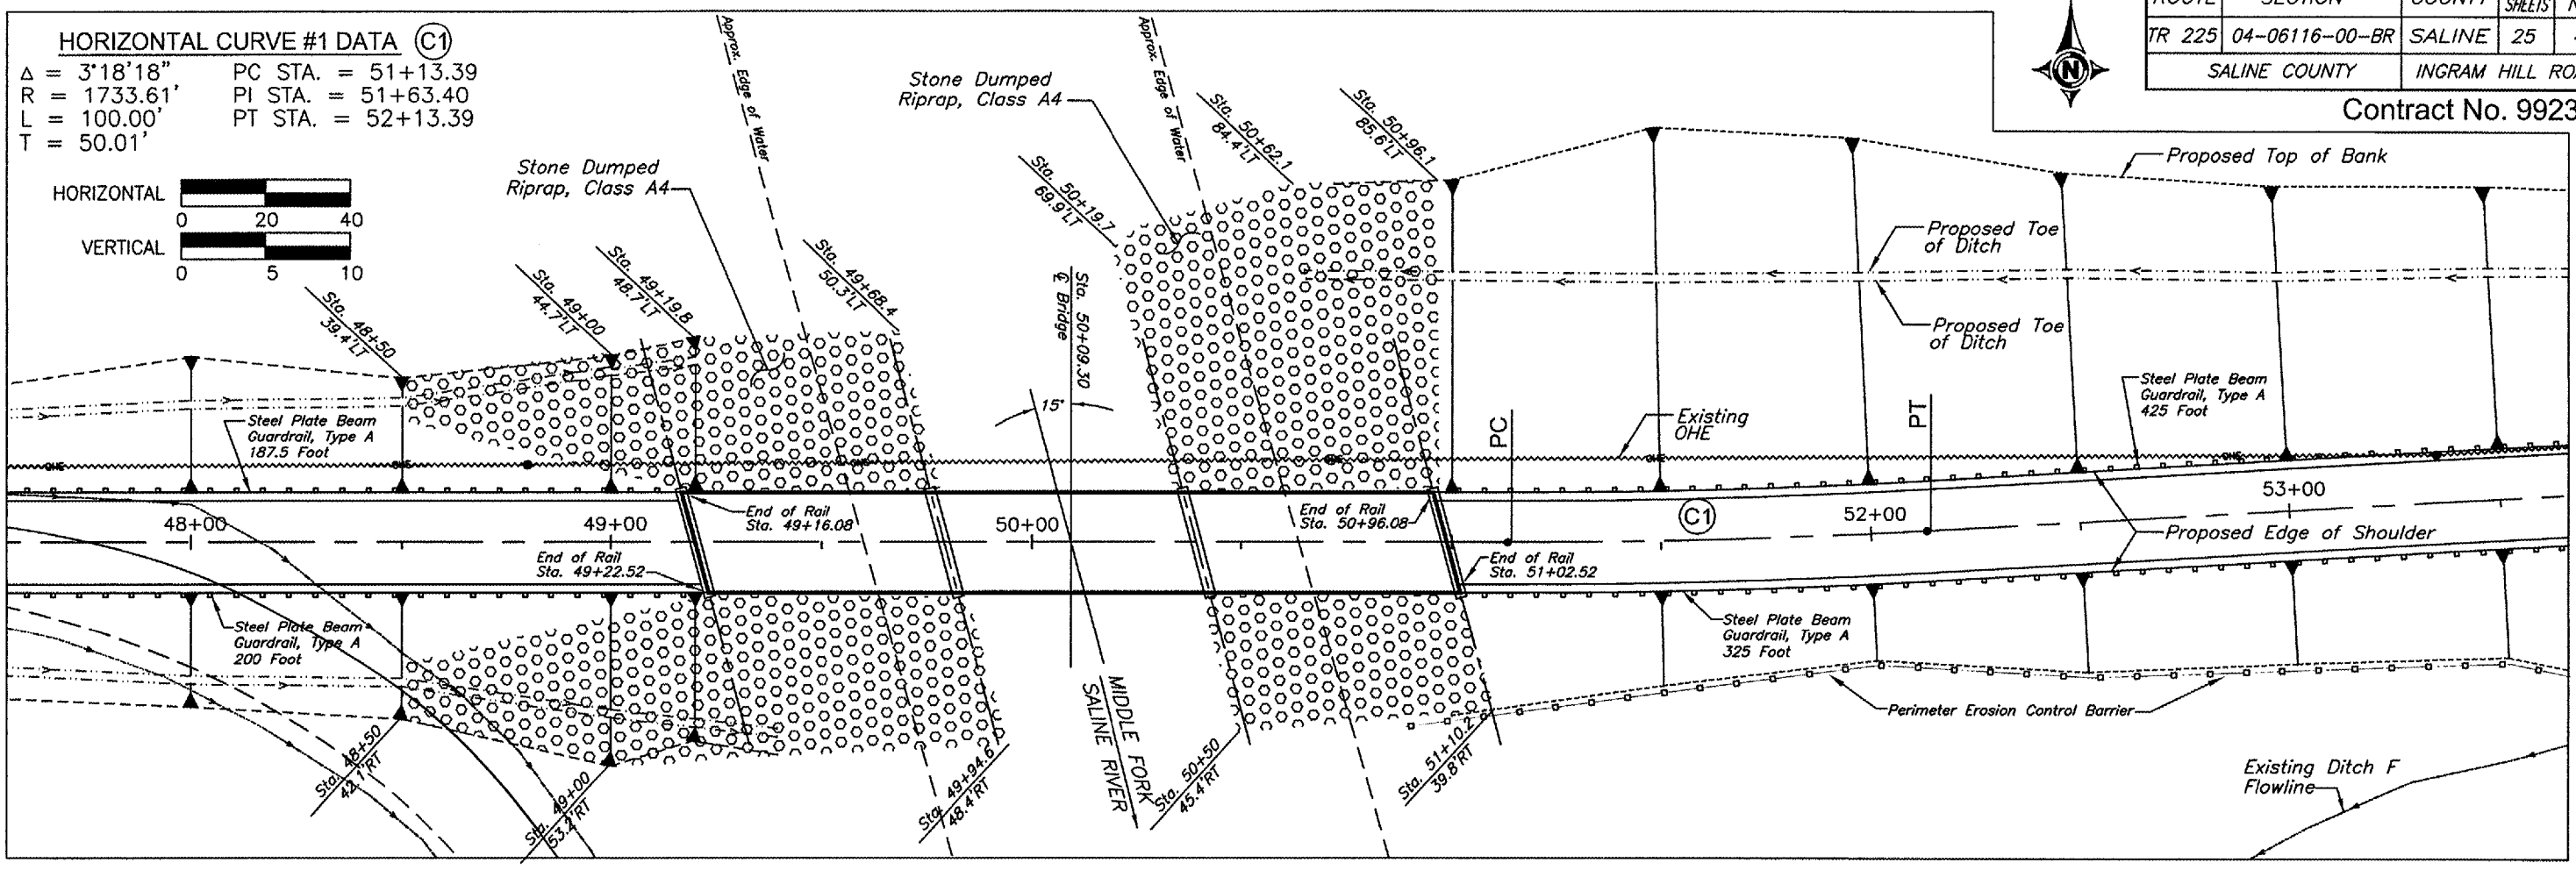 HORIZONTAL CURVE #1 DATA C1
Δ = 3°18'18" PC STA. = 51+13.39
R = 1733.61' PI STA. = 51+63.40
L = 100.00' PT STA. = 52+13.39
T = 50.01'
HORIZONTAL
0 20 40
VERTICAL
0 5 10
TR 225 04-06116-00-BR SALINE 25
SALINE COUNTY INGRAM HILL
Contract No. 9923
N
Approx. Edge of Water
Approx. Edge of Water
Stone Dumped
Riprap, Class A4
Stone Dumped
Riprap, Class A4
Sta. 48+50
39.4'LT
Sta. 49+00
44.7'LT
Sta. 49+19.8
48.7'LT
Sta. 49+68.4
50.3'LT
Sta. 50+19.7
69.9'LT
Sta. 50+62.1
84.4'LT
Sta. 50+96.1
85.6'LT
Sta. 50+09.30
℄ Bridge
15°
Proposed Top of Bank
Proposed Toe
of Ditch
Proposed Toe
of Ditch
Steel Plate Beam
Guardrail, Type A
187.5 Foot
Steel Plate Beam
Guardrail, Type A
425 Foot
Existing
OHE
OHE
OHE
OHE
OHE
OHE
OHE
PC
PT
C1
48+00
49+00
50+00
52+00
53+00
End of Rail
Sta. 49+16.08
End of Rail
Sta. 49+22.52
End of Rail
Sta. 50+96.08
End of Rail
Sta. 51+02.52
Proposed Edge of Shoulder
Steel Plate Beam
Guardrail, Type A
200 Foot
Steel Plate Beam
Guardrail, Type A
325 Foot
Perimeter Erosion Control Barrier
MIDDLE FORK
SALINE RIVER
Sta. 48+50
42.1'RT
Sta. 49+00
53.2'RT
Sta. 49+94.6
48.4'RT
Sta. 50+50
45.4'RT
Sta. 51+10.2
39.8'RT
Existing Ditch F
Flowline